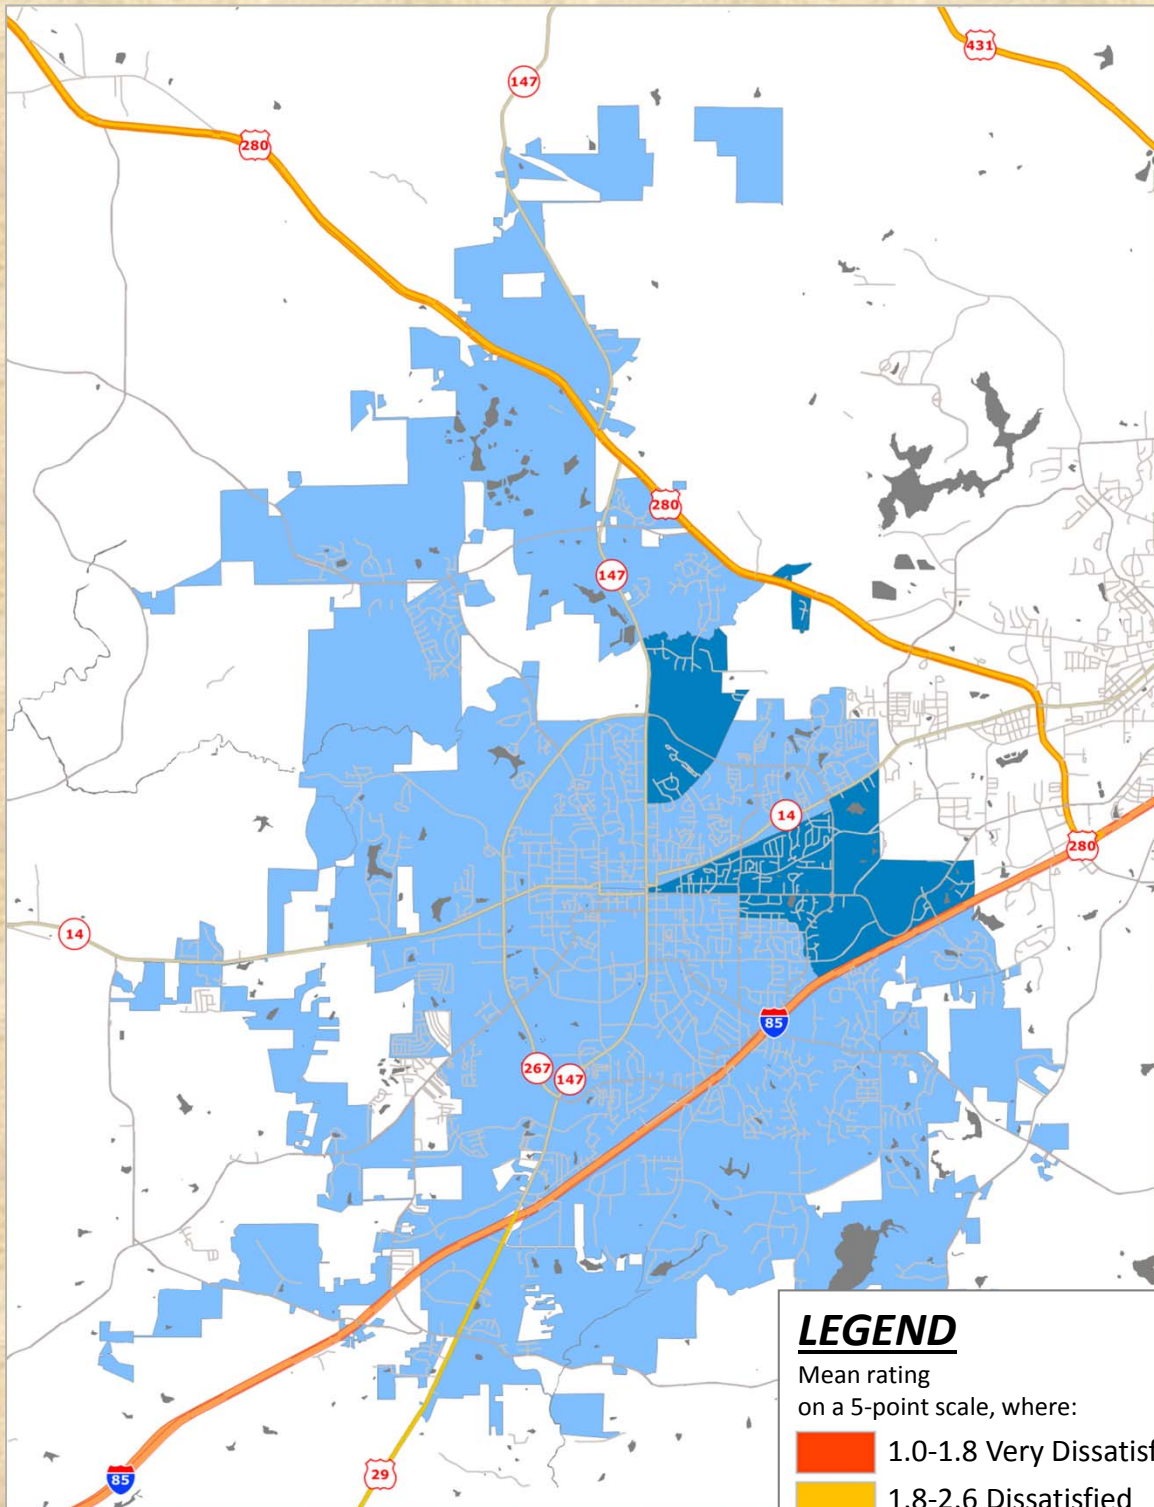 431
147
280
280
147
14
280
14
85
267
147
85
29
LEGEND
Mean rating
on a 5-point scale, where:
1.0-1.8 Very Dissatisf
1.8-2.6 Dissatisfied